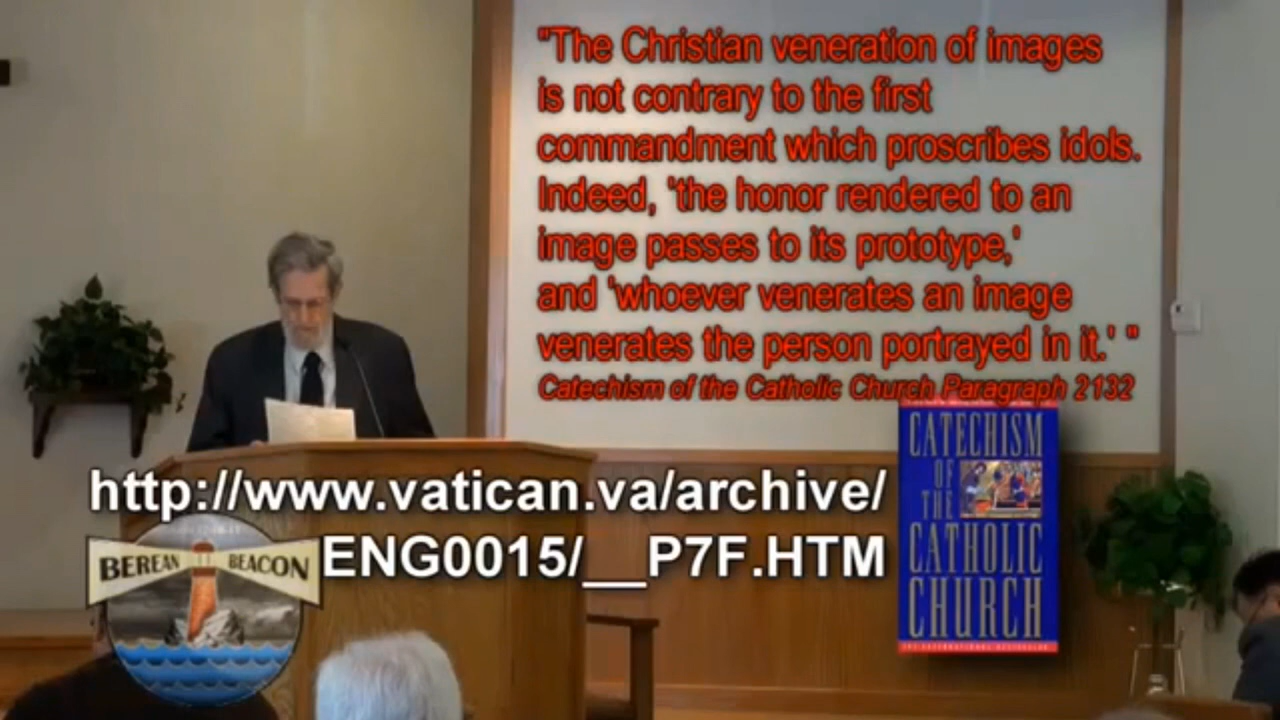 "The Christian veneration of images
is not contrary to the first
commandment which proscribes idols.
Indeed, 'the honor rendered to an
image passes to its prototype,'
and 'whoever venerates an image
venerates the person portrayed in it.' "
Catechism of the Catholic Church Paragraph 2132
http://www.vatican.va/archive/
ENG0015/__P7F.HTM
BEREAN BEACON
CATECHISM
OF
THE
CATHOLIC
CHURCH